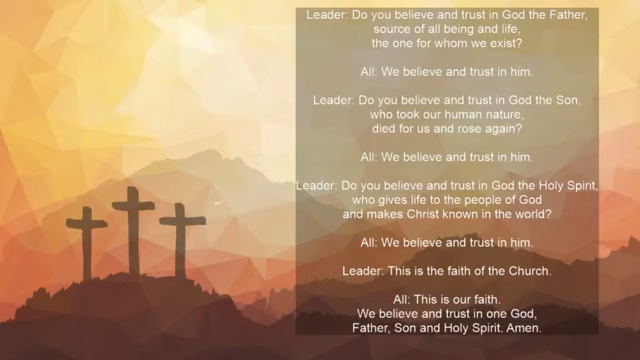 Leader: Do you believe and trust in God the Father,
source of all being and life,
the one for whom we exist?
All: We believe and trust in him.
Leader: Do you believe and trust in God the Son,
who took our human nature,
died for us and rose again?
All: We believe and trust in him.
Leader: Do you believe and trust in God the Holy Spirit,
who gives life to the people of God
and makes Christ known in the world?
All: We believe and trust in him.
Leader: This is the faith of the Church.
All: This is our faith.
We believe and trust in one God,
Father, Son and Holy Spirit. Amen.